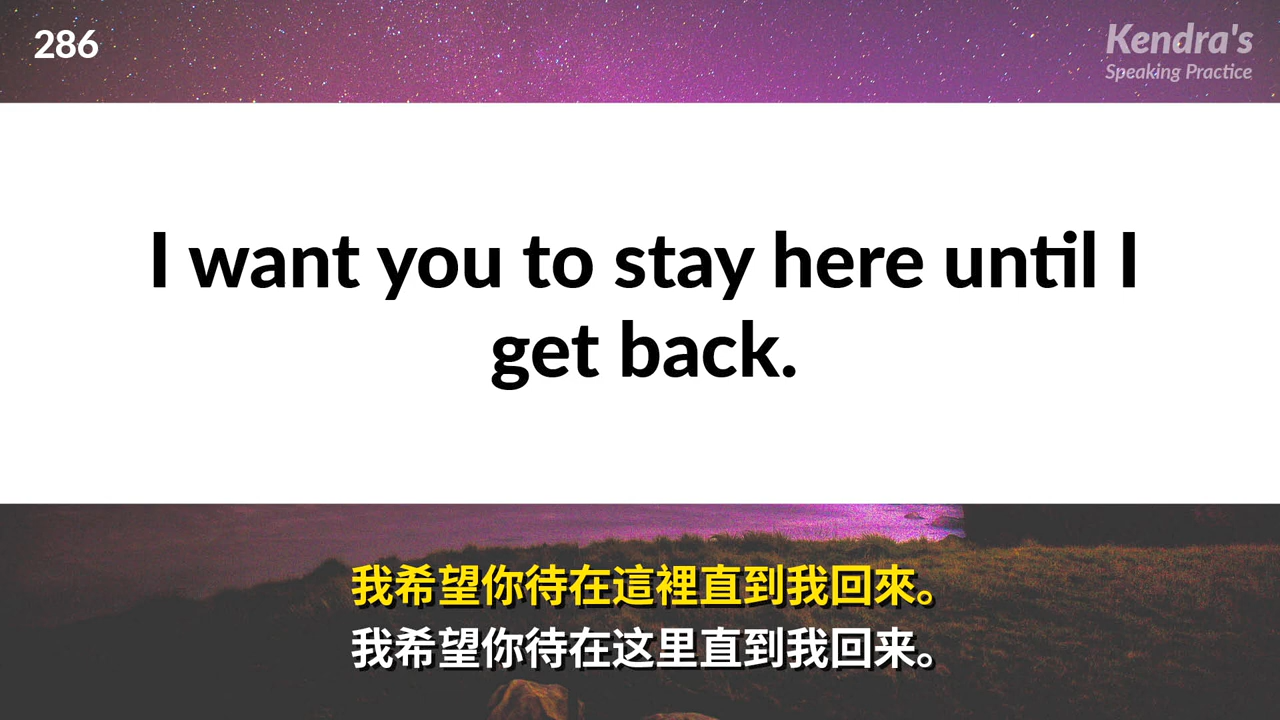 286
Kendra's
Speaking Practice
I want you to stay here until I
get back.
我希望你待在這裡直到我回來。
我希望你待在这里直到我回来。